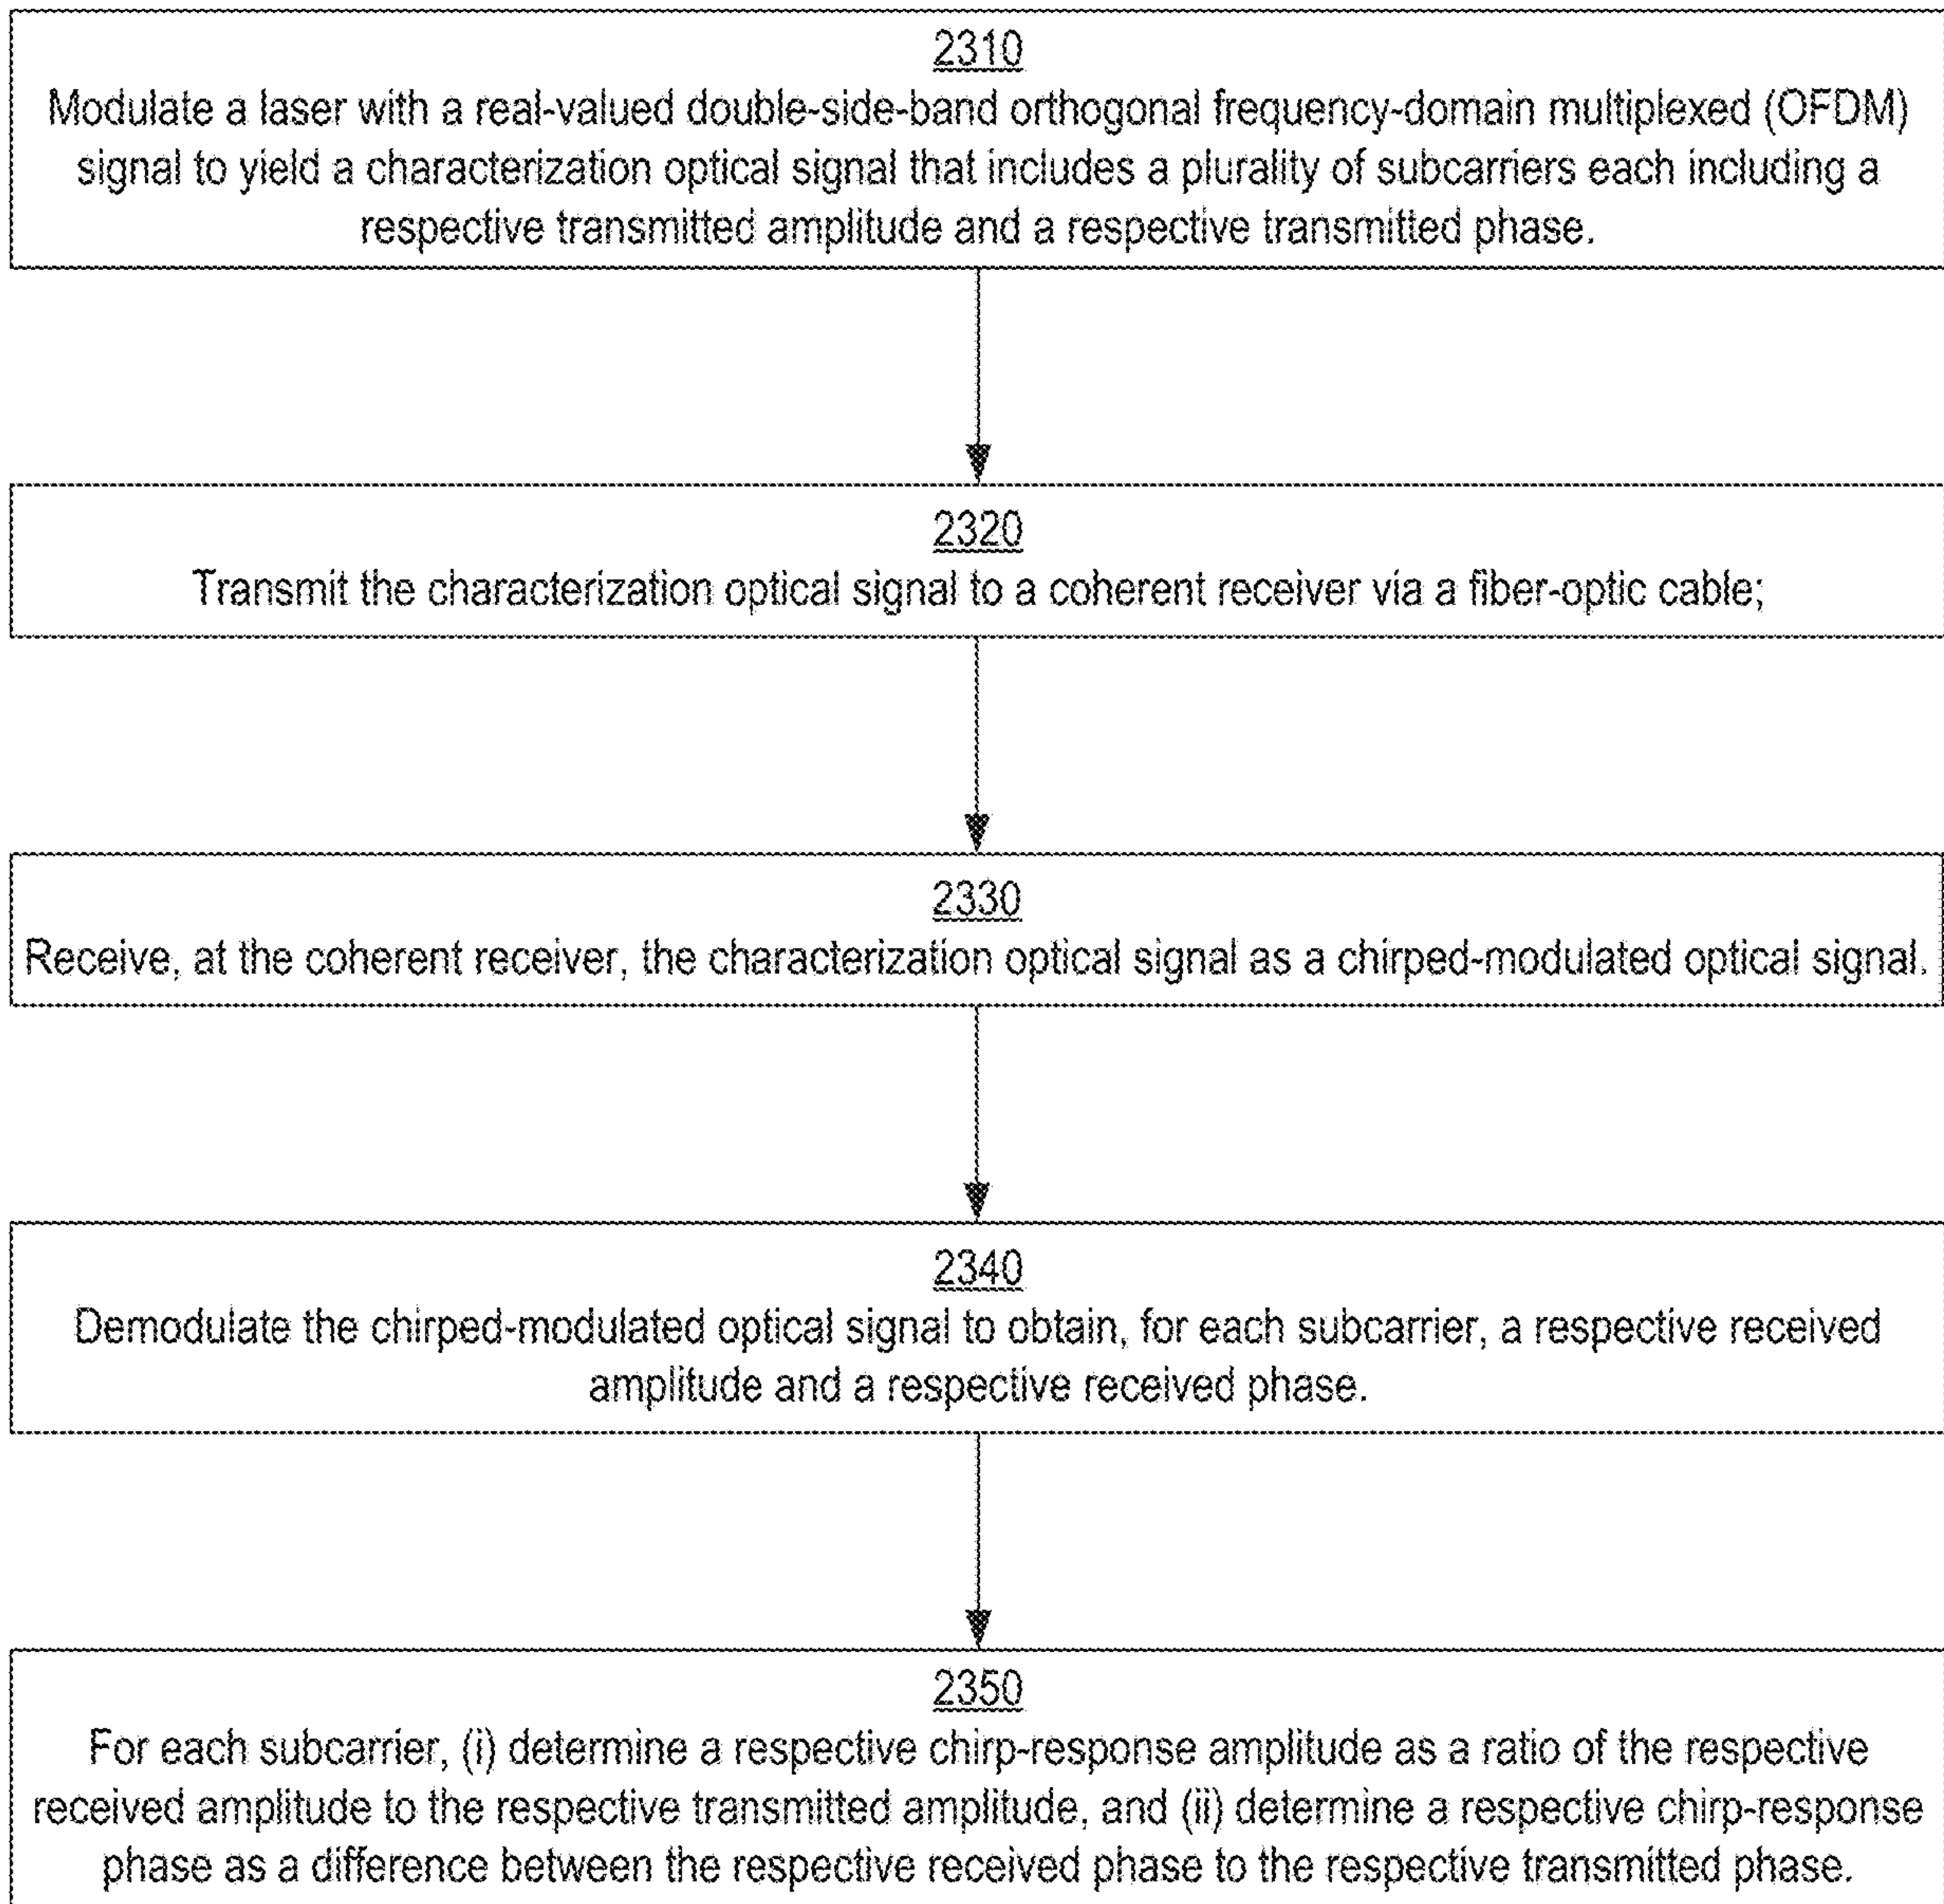 2310
Modulate a laser with a real-valued double-side-band orthogonal frequency-domain multiplexed (OFDM)
signal to yield a characterization optical signal that includes a plurality of subcarriers each including a
respective transmitted amplitude and a respective transmitted phase.
2320
Transmit the characterization optical signal to a coherent receiver via a fiber-optic cable;
2330
Receive, at the coherent receiver, the characterization optical signal as a chirped-modulated optical signal.
2340
Demodulate the chirped-modulated optical signal to obtain, for each subcarrier, a respective received
amplitude and a respective received phase.
2350
For each subcarrier, (i) determine a respective chirp-response amplitude as a ratio of the respective
received amplitude to the respective transmitted amplitude, and (ii) determine a respective chirp-response
phase as a difference between the respective received phase to the respective transmitted phase.